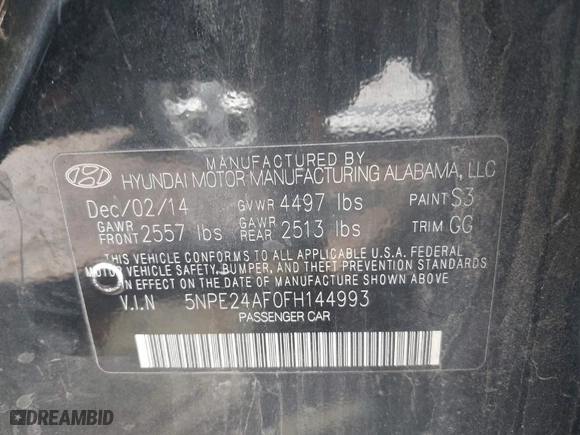 MANUFACTURED BY
HYUNDAI MOTOR MANUFACTURING ALABAMA, LLC
Dec/02/14 GVWR 4497 lbs PAINT S3
GAWR FRONT 2557 lbs GAWR REAR 2513 lbs TRIM GG
THIS VEHICLE CONFORMS TO ALL APPLICABLE U.S.A. FEDERAL
MOTOR VEHICLE SAFETY, BUMPER, AND THEFT PREVENTION STANDARDS
IN EFFECT ON THE DATE OF MANUFACTURE SHOWN ABOVE
V.I.N 5NPE24AF0FH144993
PASSENGER CAR
DREAMBID